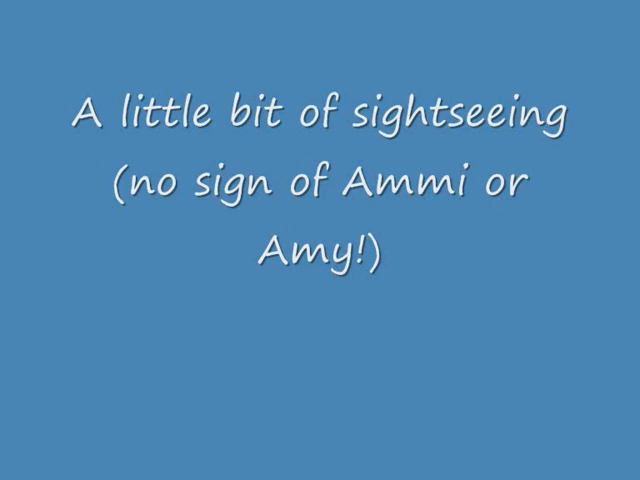 A little bit of sightseeing
(no sign of Ammi or
Amy!)